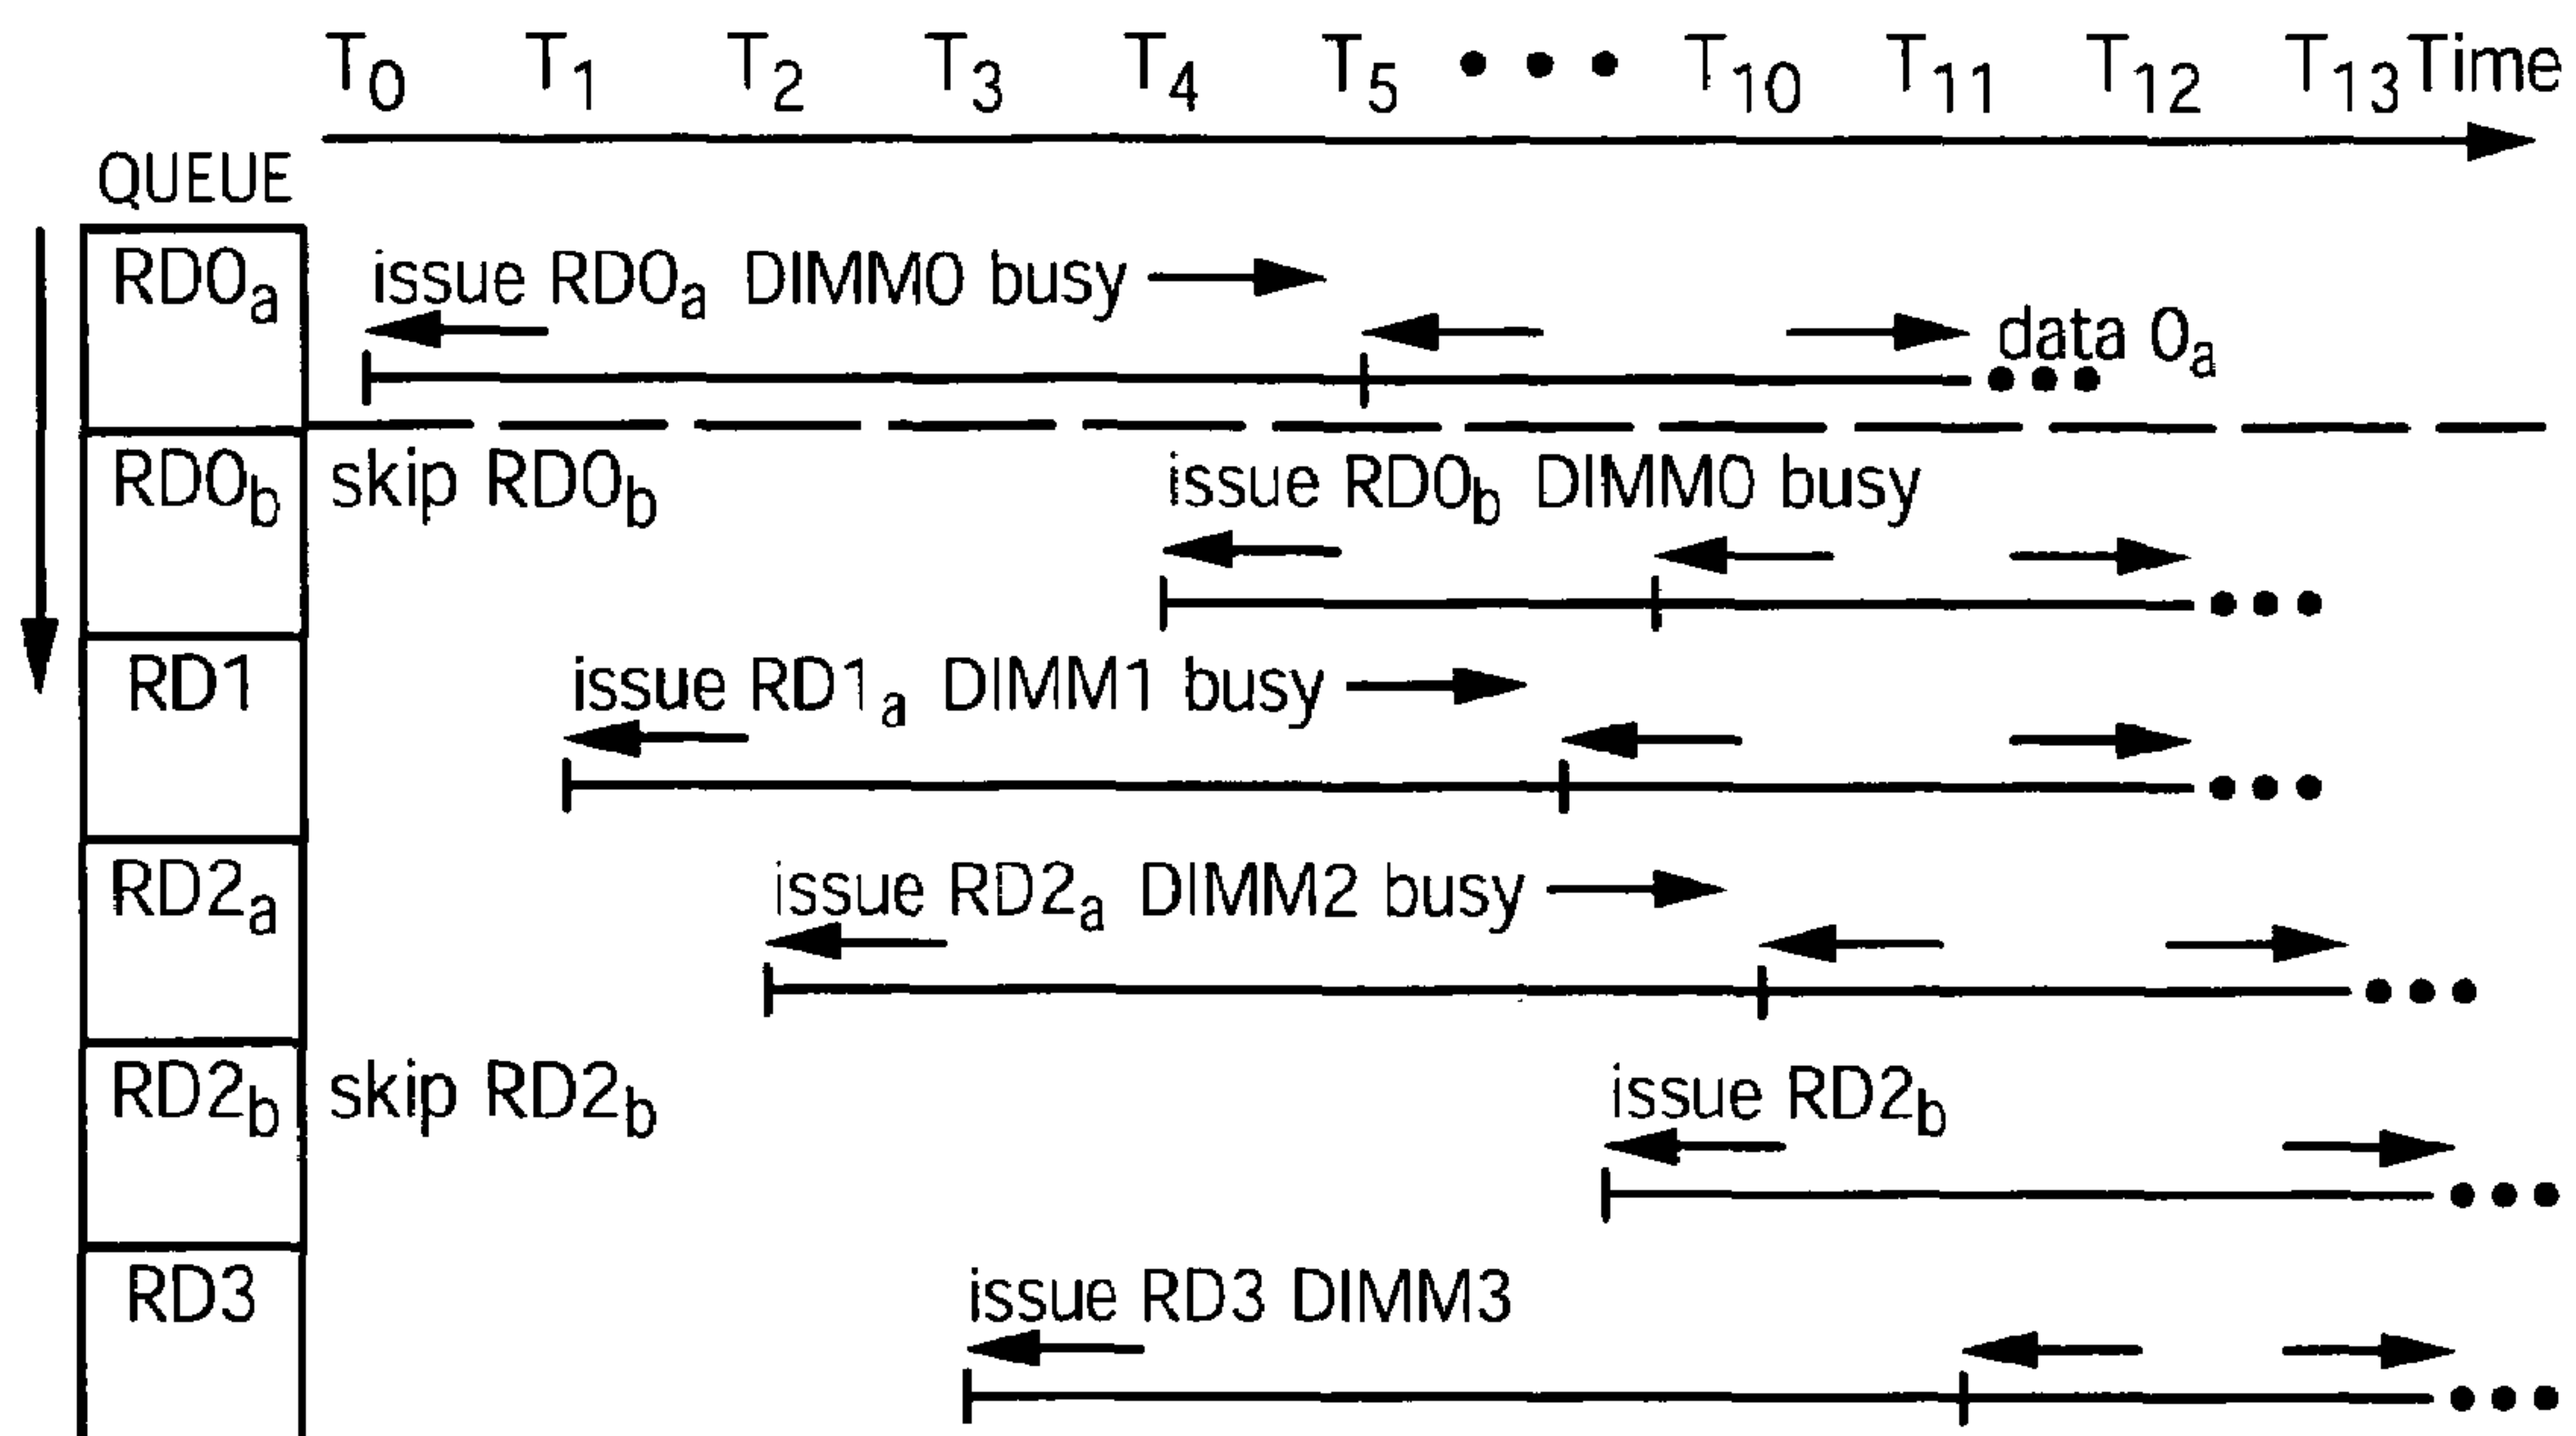 T0 T1 T2 T3 T4 T5 • • • T10 T11 T12 T13 Time
QUEUE
RD0a issue RD0a DIMM0 busy
data 0a
RD0b skip RD0b issue RD0b DIMM0 busy
RD1 issue RD1a DIMM1 busy
RD2a issue RD2a DIMM2 busy
RD2b skip RD2b issue RD2b
RD3 issue RD3 DIMM3